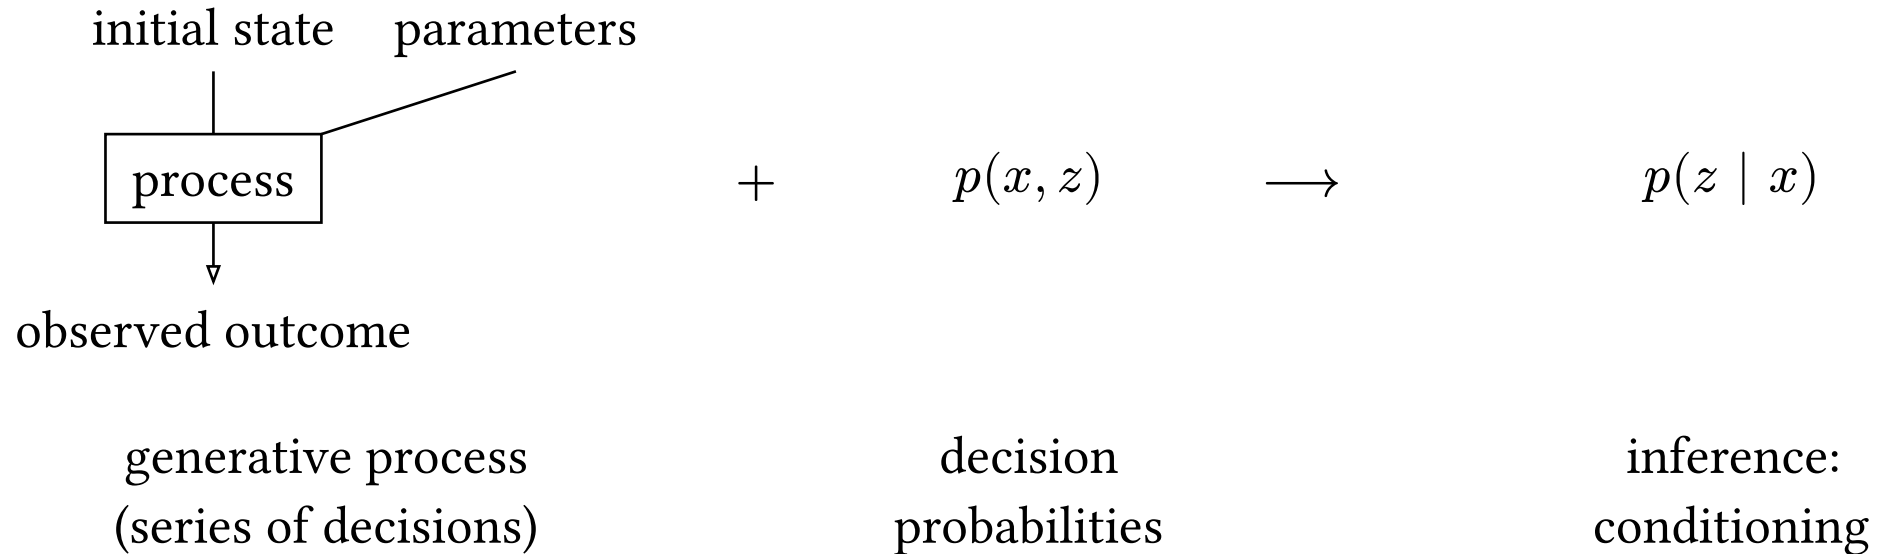 initial state parameters
process
+ p(x, z) ⟶ p(z | x)
observed outcome
generative process
(series of decisions)
decision
probabilities
inference:
conditioning